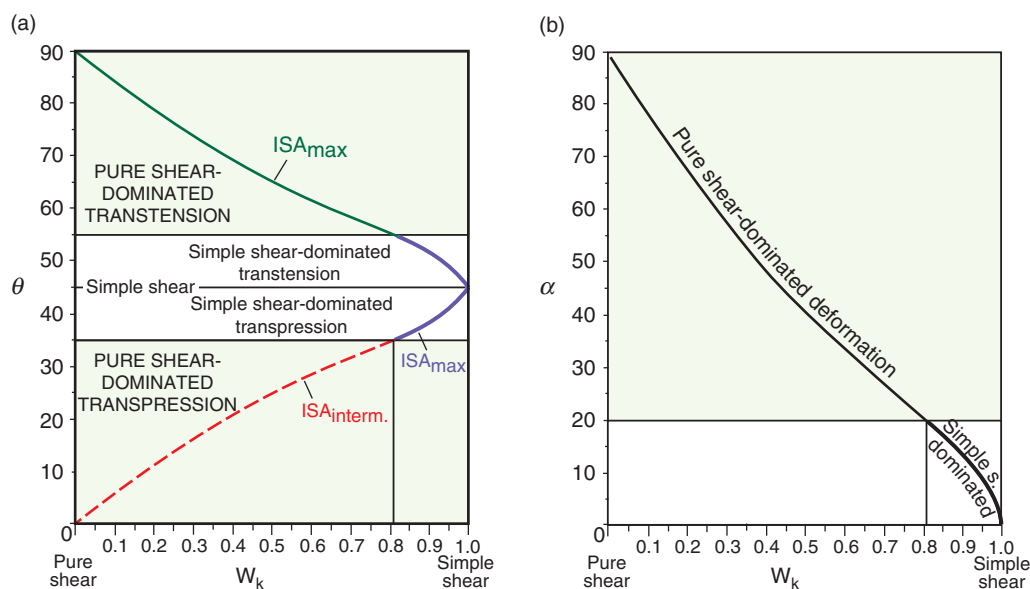 (a)
90
80
70
60
50
40
30
20
10
0
θ
ISAmax
PURE SHEAR-
DOMINATED
TRANSTENSION
Simple shear-dominated
transtension
Simple shear
Simple shear-dominated
transpression
PURE SHEAR-
DOMINATED
TRANSPRESSION
ISAmax
ISAinterm.
0.1 0.2 0.3 0.4 0.5 0.6 0.7 0.8 0.9 1.0
Pure
shear
Wk
Simple
shear
(b)
90
80
70
60
50
40
30
20
10
0
α
Pure shear-dominated deformation
Simple s.
dominated
0.1 0.2 0.3 0.4 0.5 0.6 0.7 0.8 0.9 1.0
Pure
shear
Wk
Simple
shear